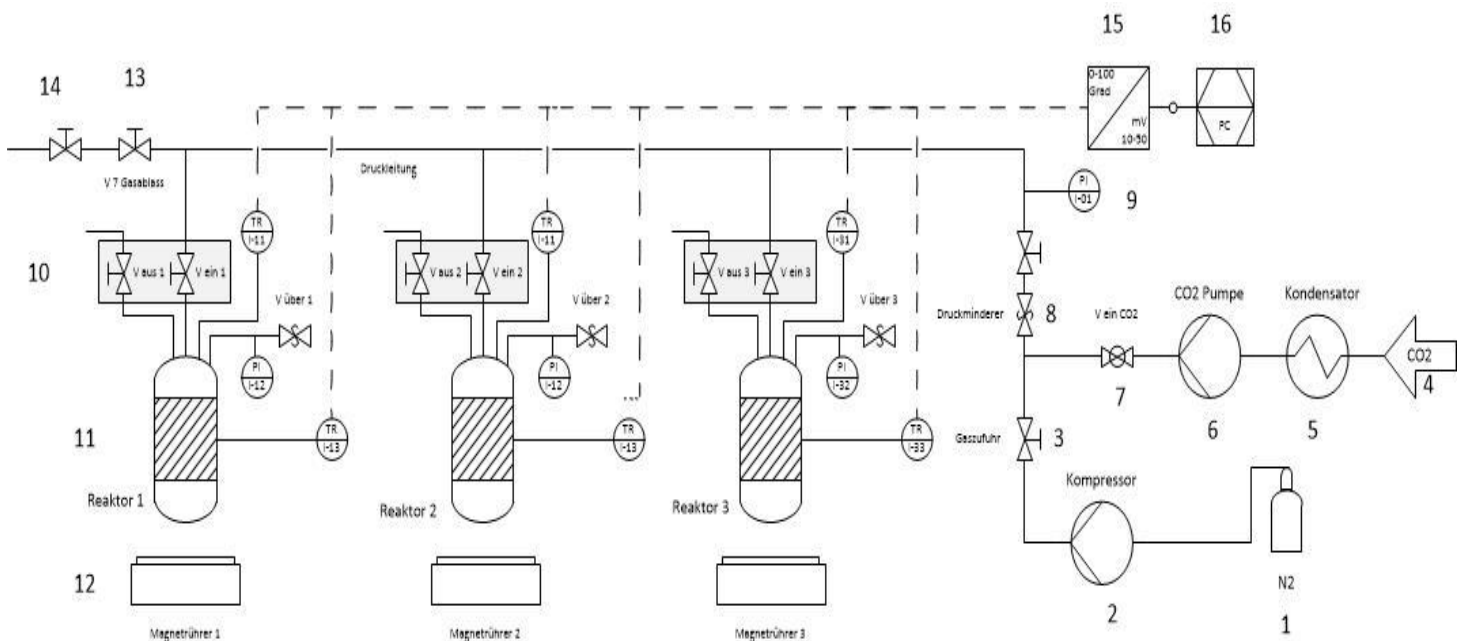 15
16
14
13
0-100
Grad
mV
10-50
PC
V 7 Gasablass
Druckleitung
PI
I-01
9
TR
I-11
TR
I-11
TR
I-31
10
V aus 1
V ein 1
V aus 2
V ein 2
V aus 3
V ein 3
V über 1
V über 2
V über 3
Druckminderer
8
V ein CO2
CO2 Pumpe
Kondensator
CO2
4
PI
I-12
PI
I-12
PI
I-32
7
6
5
11
TR
I-13
TR
I-13
TR
I-33
Gaszufuhr
3
Reaktor 1
Reaktor 2
Reaktor 3
Kompressor
12
N2
2
1
Magnetrührer 1
Magnetrührer 2
Magnetrührer 3